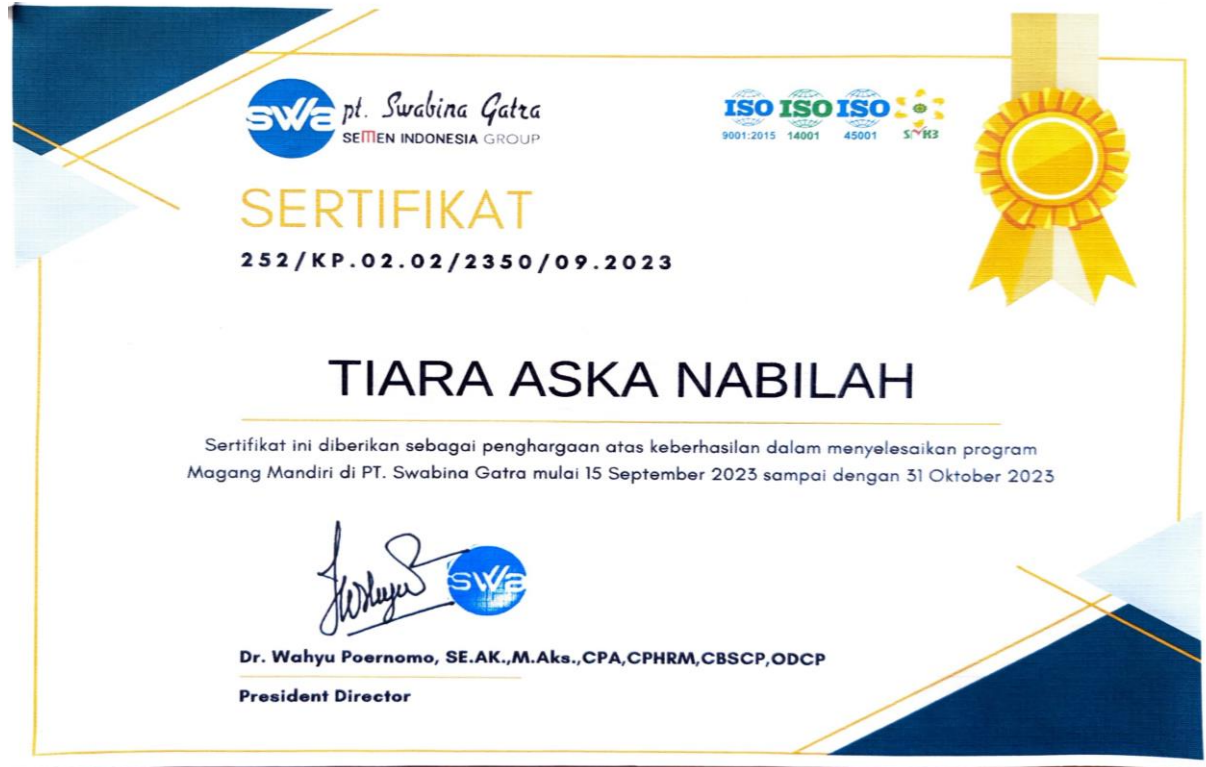 swa pt. Swabina Gatra
SEMEN INDONESIA GROUP
ISO ISO ISO
9001:2015 14001 45001 SMK3
SERTIFIKAT
252/KP.02.02/2350/09.2023
TIARA ASKA NABILAH
Sertifikat ini diberikan sebagai penghargaan atas keberhasilan dalam menyelesaikan program
Magang Mandiri di PT. Swabina Gatra mulai 15 September 2023 sampai dengan 31 Oktober 2023
swa
Dr. Wahyu Poernomo, SE.AK.,M.Aks.,CPA,CPHRM,CBSCP,ODCP
President Director